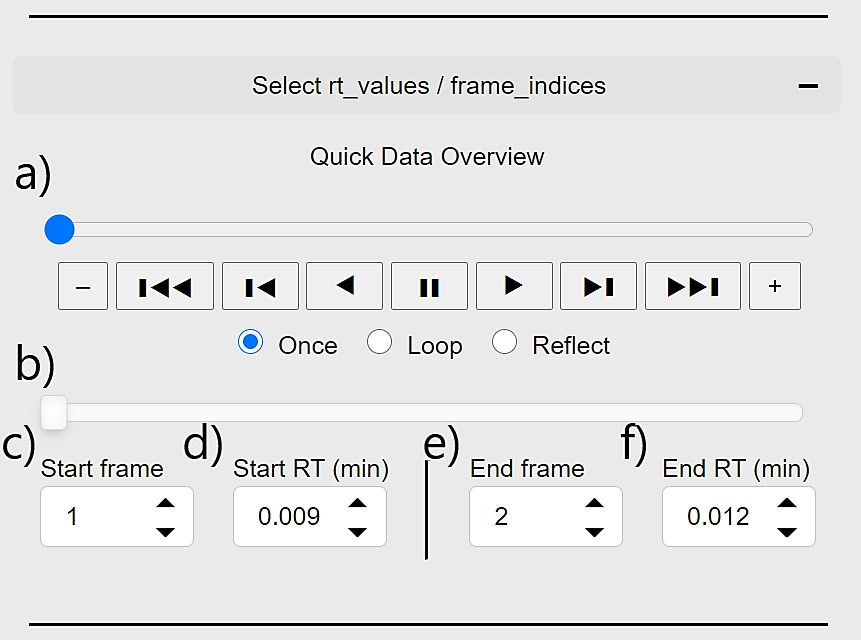 Select rt_values / frame_indices
Quick Data Overview
a)
– +
Once Loop Reflect
b)
c) d) e) f)
Start frame Start RT (min) End frame End RT (min)
1 0.009 2 0.012